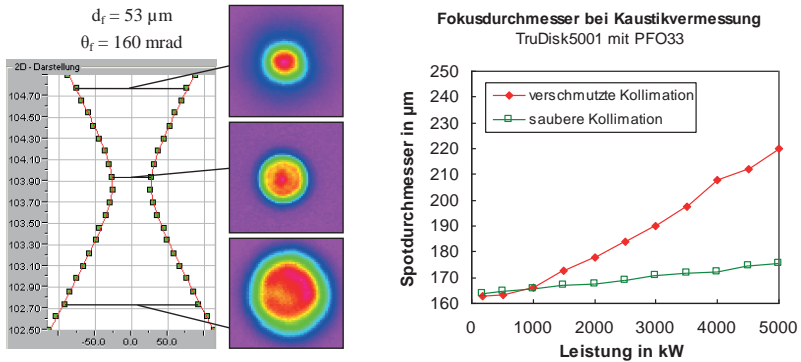 d_f = 53 µm
θ_f = 160 mrad
2D - Darstellung
104.70
104.50
104.30
104.10
103.90
103.70
103.50
103.30
103.10
102.90
102.70
102.50
-50.0 0.0 50.0
Fokusdurchmesser bei Kaustikvermessung
TruDisk5001 mit PFO33
Spotdurchmesser in µm
250
240
230
220
210
200
190
180
170
160
verschmutzte Kollimation
saubere Kollimation
0 1000 2000 3000 4000 5000
Leistung in kW